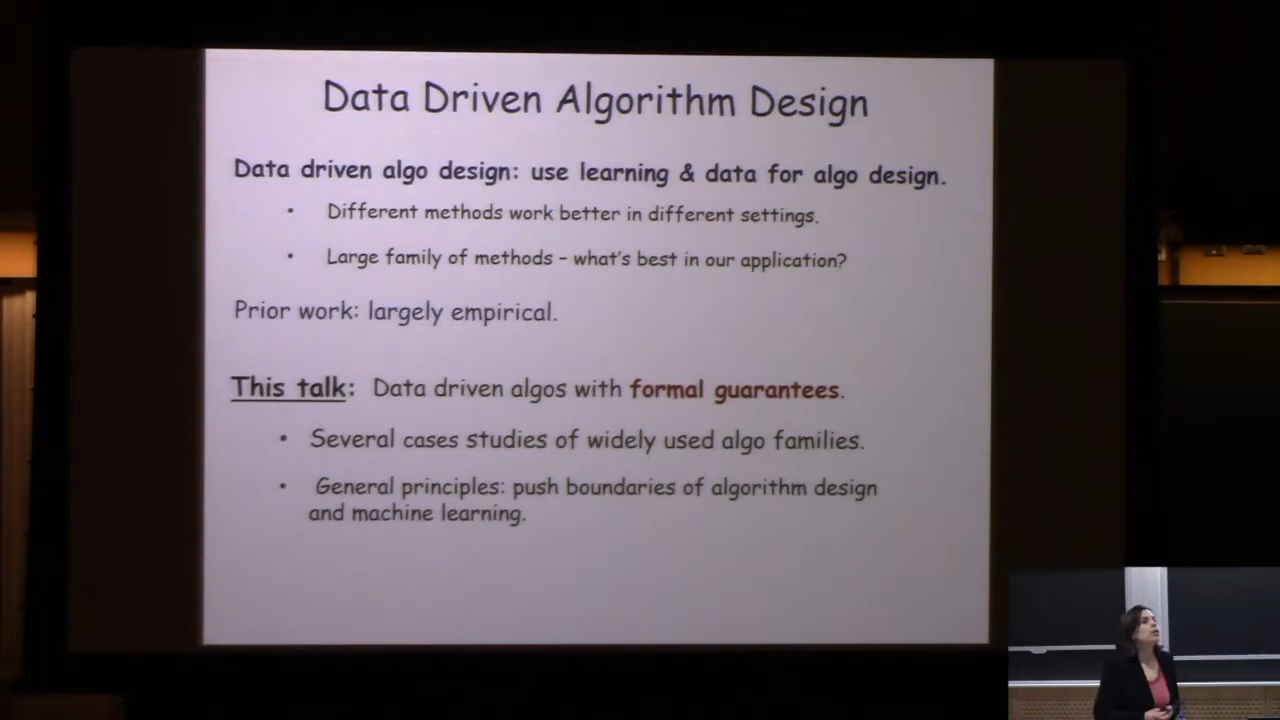 Data Driven Algorithm Design
Data driven algo design: use learning & data for algo design.
• Different methods work better in different settings.
• Large family of methods – what's best in our application?
Prior work: largely empirical.
This talk: Data driven algos with formal guarantees.
• Several cases studies of widely used algo families.
• General principles: push boundaries of algorithm design
and machine learning.